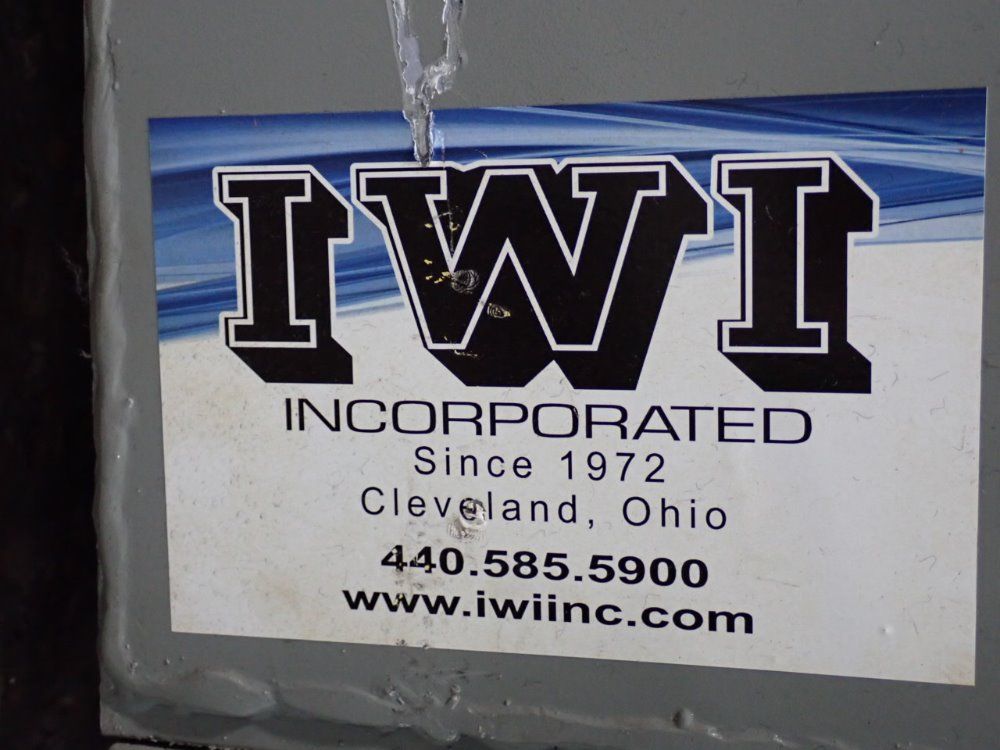 IWI
INCORPORATED
Since 1972
Cleveland, Ohio
440.585.5900
www.iwiinc.com